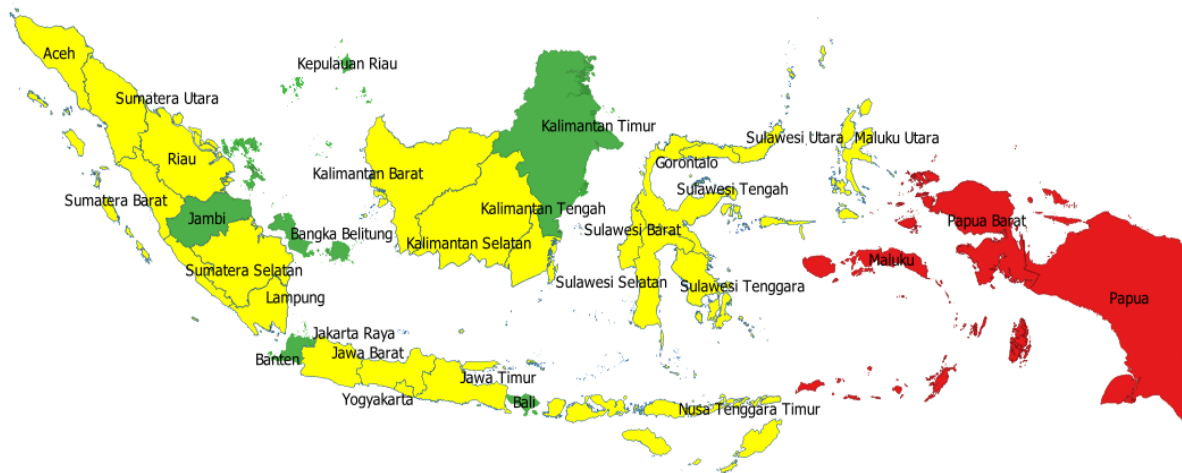 Aceh
Kepulauan Riau
Sumatera Utara
Kalimantan Timur
Sulawesi Utara
Maluku Utara
Riau
Gorontalo
Kalimantan Barat
Sulawesi Tengah
Sumatera Barat
Jambi
Kalimantan Tengah
Papua Barat
Bangka Belitung
Sulawesi Barat
Kalimantan Selatan
Maluku
Sumatera Selatan
Sulawesi Selatan
Sulawesi Tenggara
Lampung
Papua
Jakarta Raya
Banten
Jawa Barat
Jawa Timur
Yogyakarta
Bali
Nusa Tenggara Timur